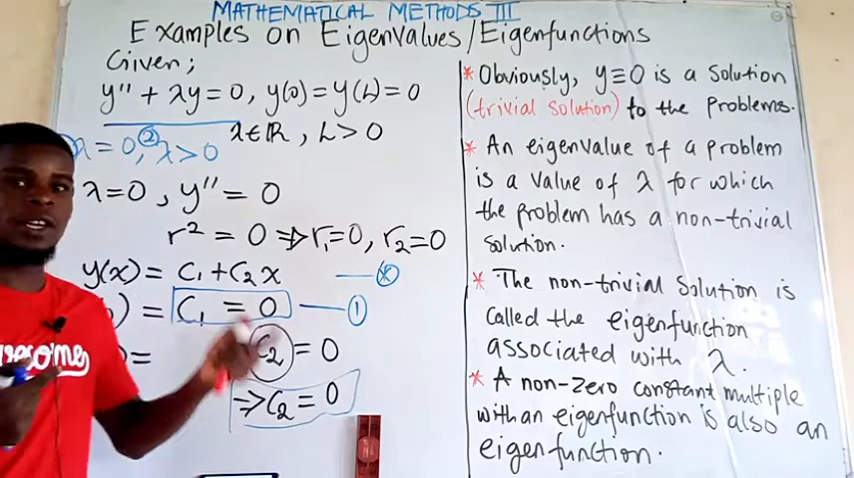 MATHEMATICAL METHODS III
Examples on Eigenvalues/Eigenfunctions
Given;
y'' + λy = 0, y(0) = y(L) = 0
λ∈ℝ, L > 0
λ = 0, ② λ > 0
λ=0, y'' = 0
r² = 0 ⇒ r₁=0, r₂=0
y(x) = C₁ + C₂x —— (*)
) = C₁ = 0 —— ①
) = C₂ = 0
⇒ C₂ = 0
* Obviously, y≡0 is a solution
(trivial solution) to the problems.
* An eigenvalue of a problem
is a value of λ for which
the problem has a non-trivial
solution.
* The non-trivial solution is
called the eigenfunction
associated with λ.
* A non-zero constant multiple
with an eigenfunction is also an
eigenfunction.
esome